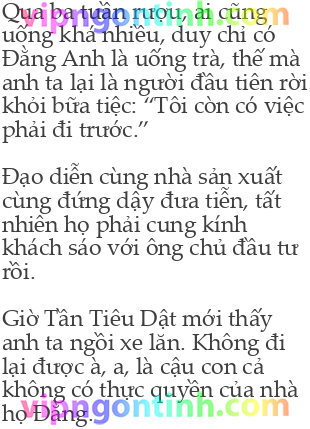 Qua ba tuần rượu, ai cũng
uống khá nhiều, duy chỉ có
Đằng Anh là uống trà, thế mà
anh ta lại là người đầu tiên rời
khỏi bữa tiệc: “Tôi còn có việc
phải đi trước.”
Đạo diễn cùng nhà sản xuất
cùng đứng dậy đưa tiễn, tất
nhiên họ phải cung kính
khách sáo với ông chủ đầu tư
rồi.
Giờ Tần Tiêu Dật mới thấy
anh ta ngồi xe lăn. Không đi
lại được à, a, là cậu con cả
không có thực quyền của nhà
họ Đằng.
vipngontinh.com
vipngontinh.com